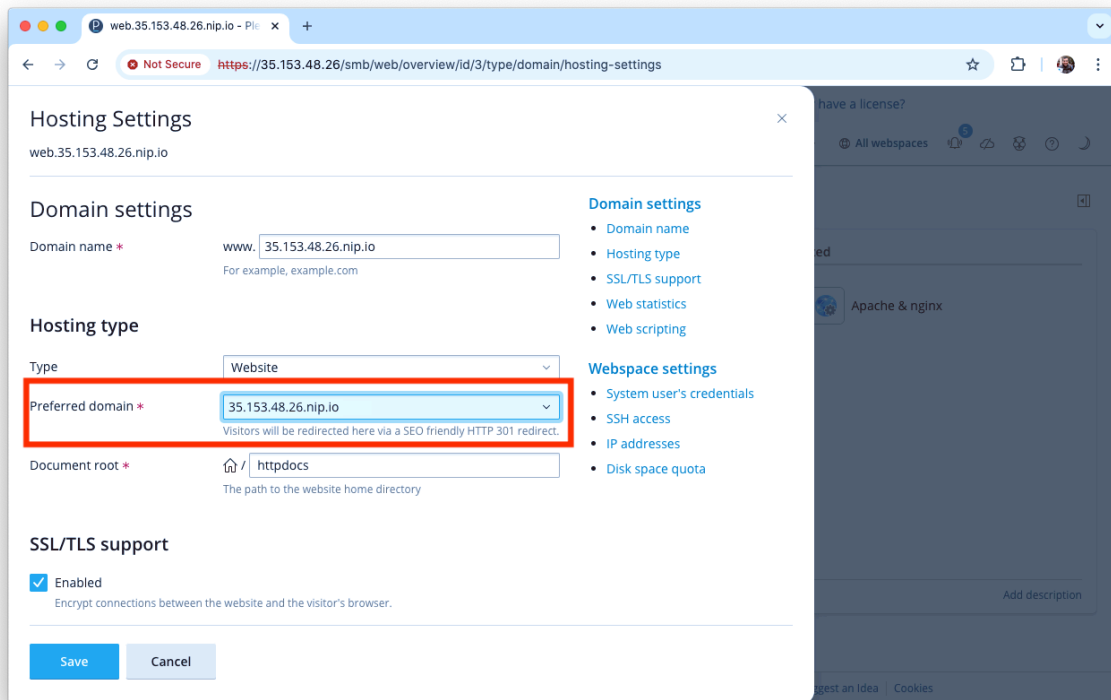 web.35.153.48.26.nip.io - Ple
Not Secure https://35.153.48.26/smb/web/overview/id/3/type/domain/hosting-settings
Hosting Settings
web.35.153.48.26.nip.io
have a license?
All webspaces
5
Domain settings
Domain name *
www. 35.153.48.26.nip.io
For example, example.com
Hosting type
Type
Website
Preferred domain *
35.153.48.26.nip.io
Visitors will be redirected here via a SEO friendly HTTP 301 redirect.
Document root *
/ httpdocs
The path to the website home directory
SSL/TLS support
Enabled
Encrypt connections between the website and the visitor's browser.
Save
Cancel
Domain settings
Domain name
Hosting type
SSL/TLS support
Web statistics
Web scripting
Webspace settings
System user's credentials
SSH access
IP addresses
Disk space quota
ed
Apache & nginx
Add description
gest an Idea
Cookies